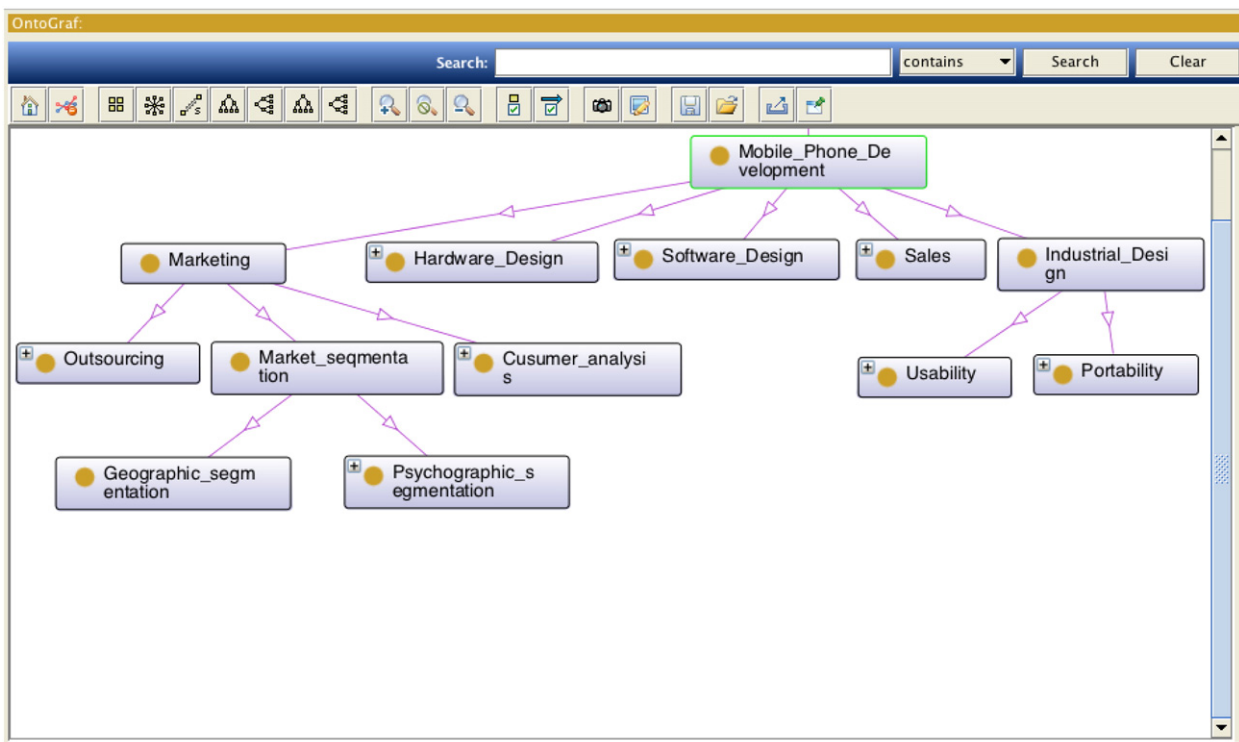 OntoGraf:
Search:
contains
Search
Clear
Mobile_Phone_De
velopment
Marketing
Hardware_Design
Software_Design
Sales
Industrial_Desi
gn
Outsourcing
Market_seqmenta
tion
Cusumer_analysi
s
Usability
Portability
Geographic_segm
entation
Psychographic_s
egmentation